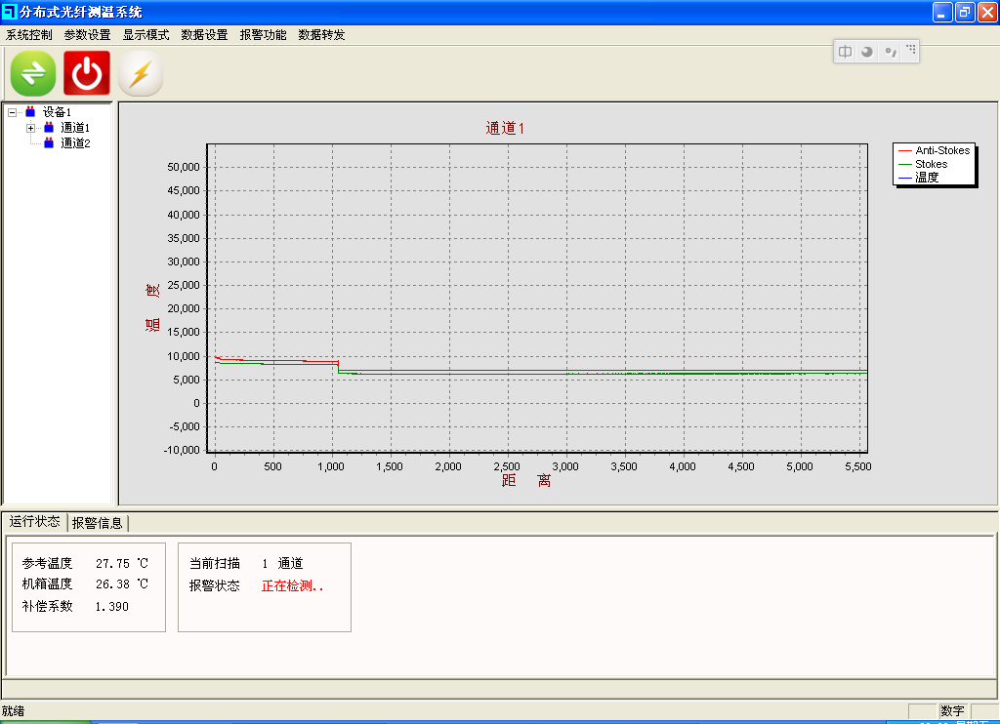 分布式光纤测温系统
系统控制 参数设置 显示模式 数据设置 报警功能 数据转发
设备1
通道1
通道2
通道1
Anti-Stokes
Stokes
温度
50,000
45,000
40,000
35,000
30,000
25,000
20,000
15,000
10,000
5,000
0
-5,000
-10,000
温 度
0 500 1,000 1,500 2,000 2,500 3,000 3,500 4,000 4,500 5,000 5,500
距 离
运行状态 报警信息
参考温度 27.75 ℃
机箱温度 26.38 ℃
补偿系数 1.390
当前扫描 1 通道
报警状态 正在检测..
就绪
数字